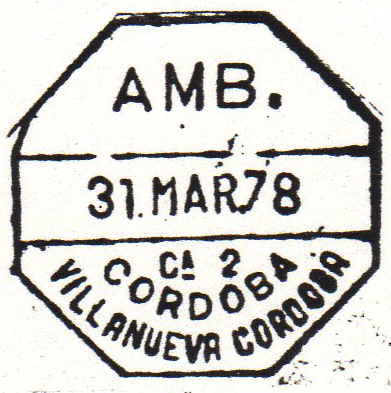 AMB.
31.MAR.78
CA 2
CORDOBA
VILLANUEVA CORDOBA